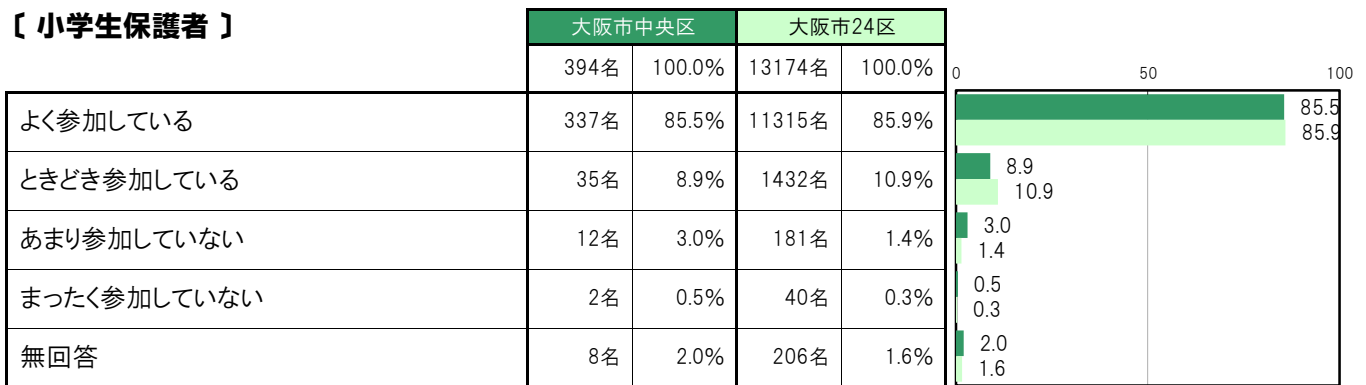 〔 小学生保護者 〕
大阪市中央区 大阪市24区
394名 100.0% 13174名 100.0% 0 50 100
よく参加している 337名 85.5% 11315名 85.9% 85.5
85.9
ときどき参加している 35名 8.9% 1432名 10.9% 8.9
10.9
あまり参加していない 12名 3.0% 181名 1.4% 3.0
1.4
まったく参加していない 2名 0.5% 40名 0.3% 0.5
0.3
無回答 8名 2.0% 206名 1.6% 2.0
1.6